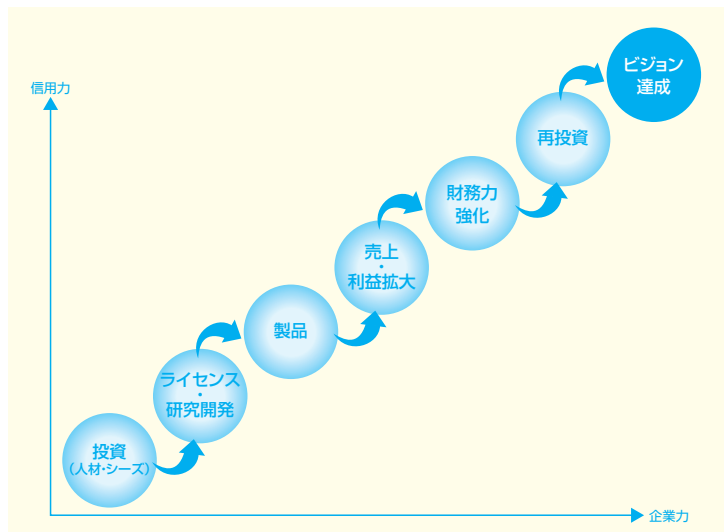 信用力
ビジョン
達成
再投資
財務力
強化
売上
・
利益拡大
製品
ライセンス
・
研究開発
投資
(人材・シーズ)
企業力